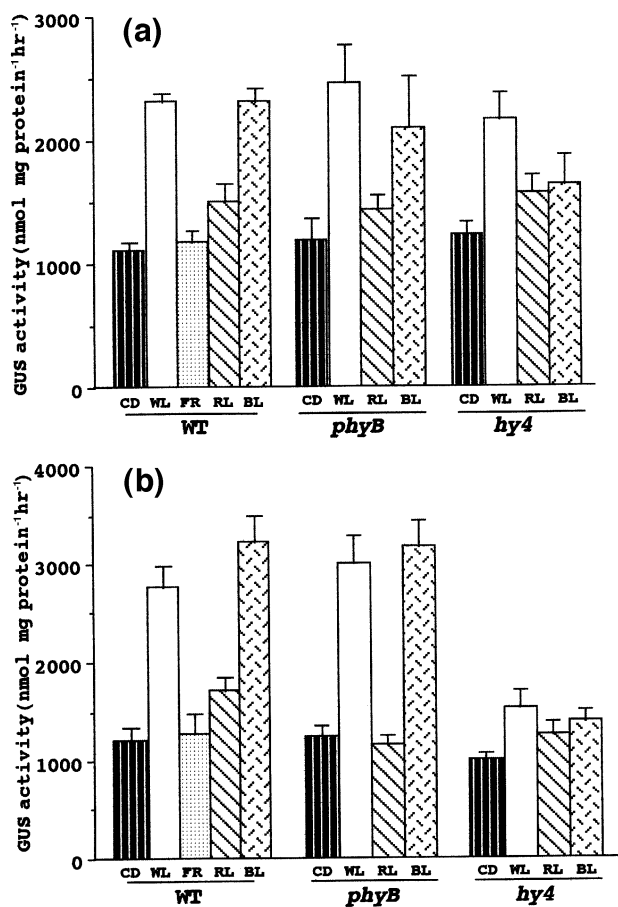 (a)
GUS activity(nmol mg protein⁻¹hr⁻¹)
3000
2000
1000
0
CD WL FR RL BL CD WL RL BL CD WL RL BL
WT phyB hy4
(b)
GUS activity(nmol mg protein⁻¹hr⁻¹)
4000
3000
2000
1000
0
CD WL FR RL BL CD WL RL BL CD WL RL BL
WT phyB hy4